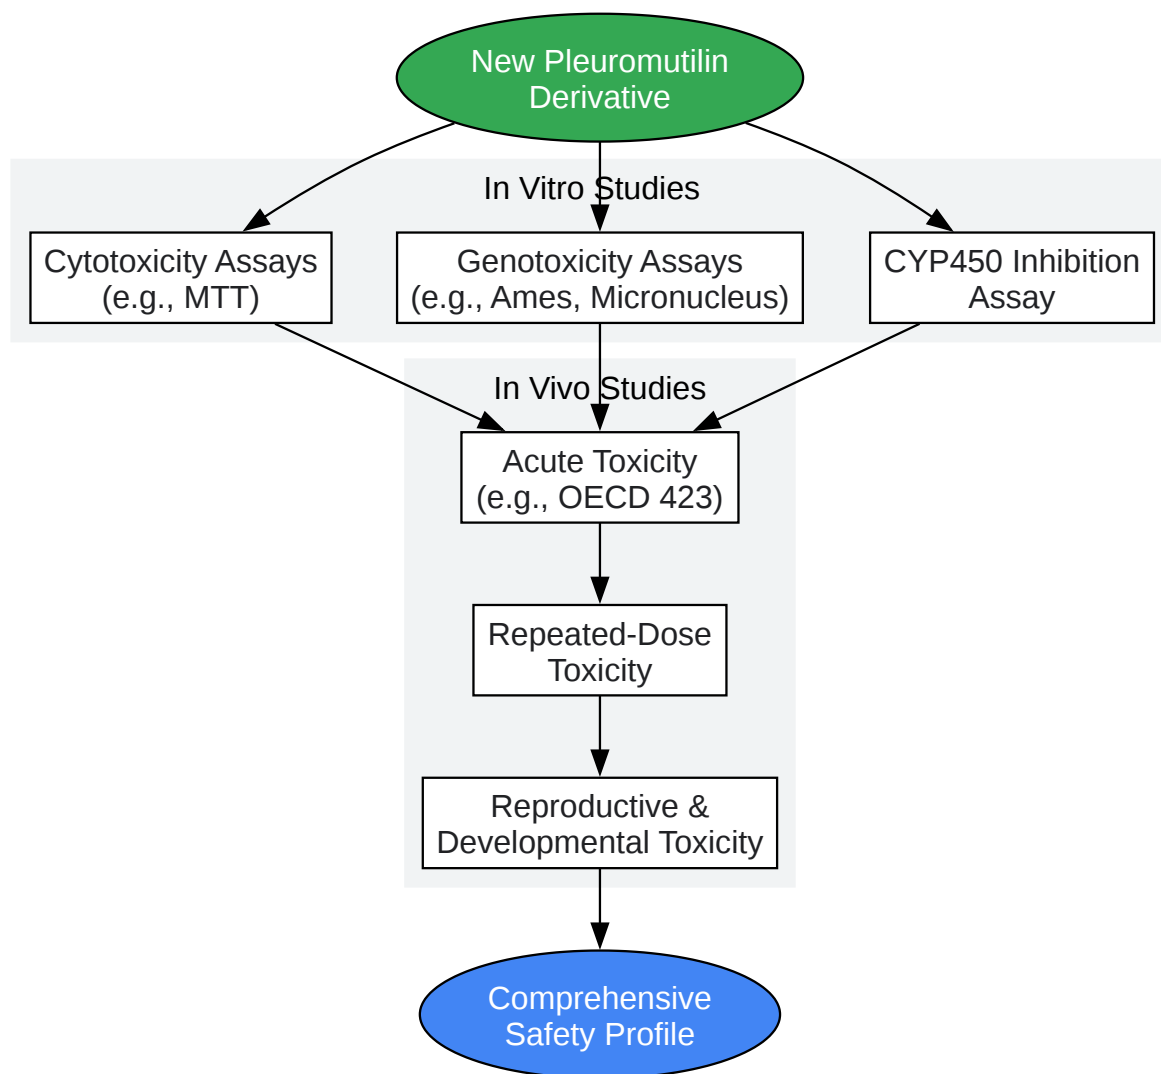 New Pleuromutilin
Derivative
In Vitro Studies
Cytotoxicity Assays
(e.g., MTT)
Genotoxicity Assays
(e.g., Ames, Micronucleus)
CYP450 Inhibition
Assay
In Vivo Studies
Acute Toxicity
(e.g., OECD 423)
Repeated-Dose
Toxicity
Reproductive &
Developmental Toxicity
Comprehensive
Safety Profile